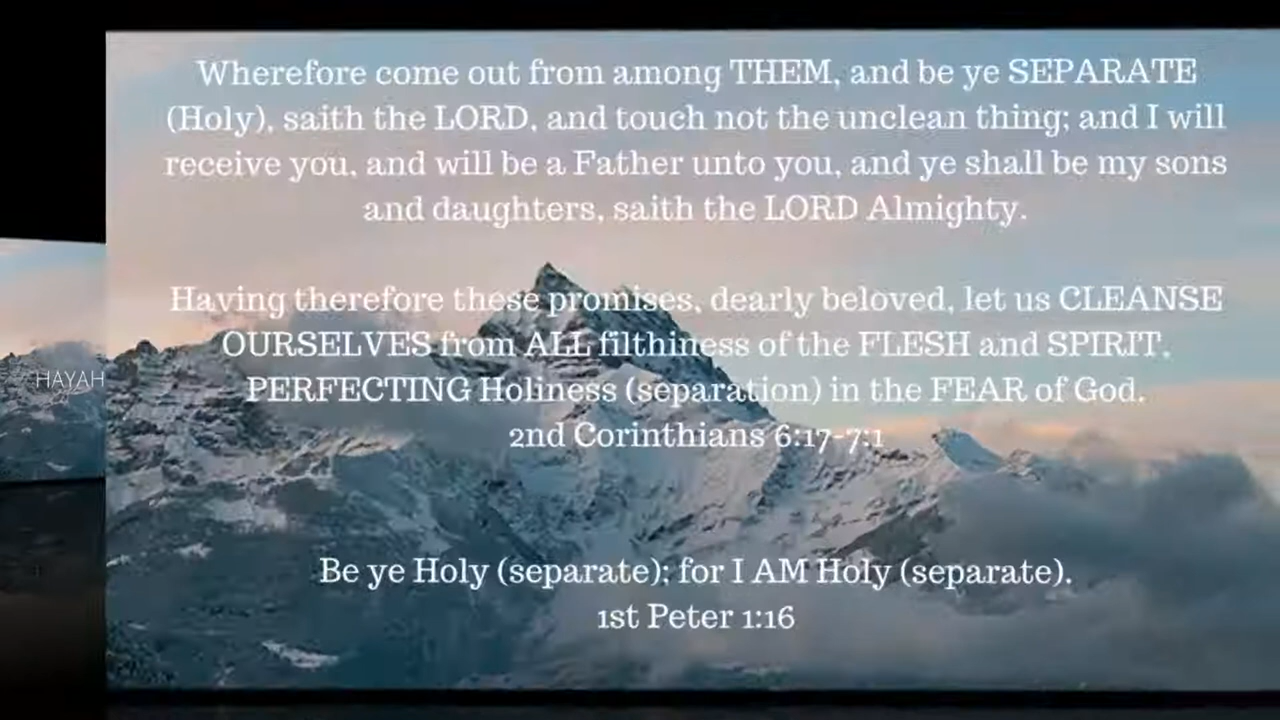 Wherefore come out from among THEM, and be ye SEPARATE
(Holy), saith the LORD, and touch not the unclean thing; and I will
receive you, and will be a Father unto you, and ye shall be my sons
and daughters, saith the LORD Almighty.
Having therefore these promises, dearly beloved, let us CLEANSE
OURSELVES from ALL filthiness of the FLESH and SPIRIT,
PERFECTING Holiness (separation) in the FEAR of God.
2nd Corinthians 6:17-7:1
HAYAH
Be ye Holy (separate); for I AM Holy (separate).
1st Peter 1:16